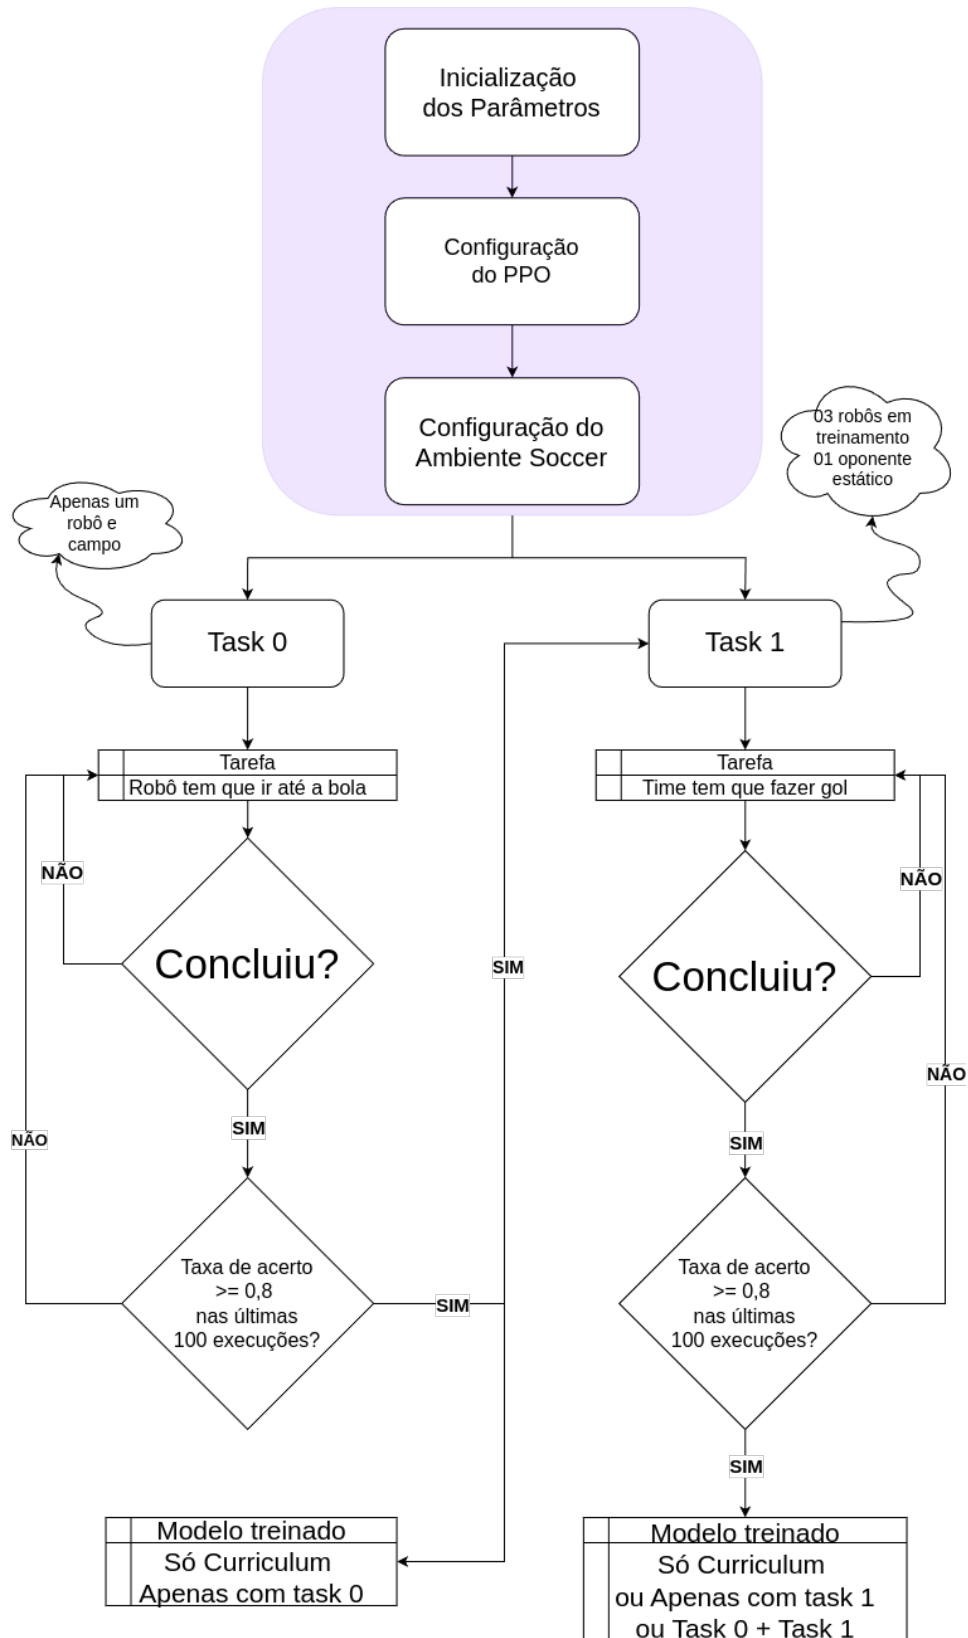 Inicialização
dos Parâmetros
Configuração
do PPO
Configuração do
Ambiente Soccer
03 robôs em
treinamento
01 oponente
estático
Apenas um
robô e
campo
Task 0
Task 1
Tarefa
Robô tem que ir até a bola
Tarefa
Time tem que fazer gol
NÃO
NÃO
Concluiu?
SIM
Concluiu?
NÃO
SIM
NÃO
SIM
Taxa de acerto
>= 0,8
nas últimas
100 execuções?
SIM
Taxa de acerto
>= 0,8
nas últimas
100 execuções?
SIM
Modelo treinado
Só Curriculum
Apenas com task 0
Modelo treinado
Só Curriculum
ou Apenas com task 1
ou Task 0 + Task 1